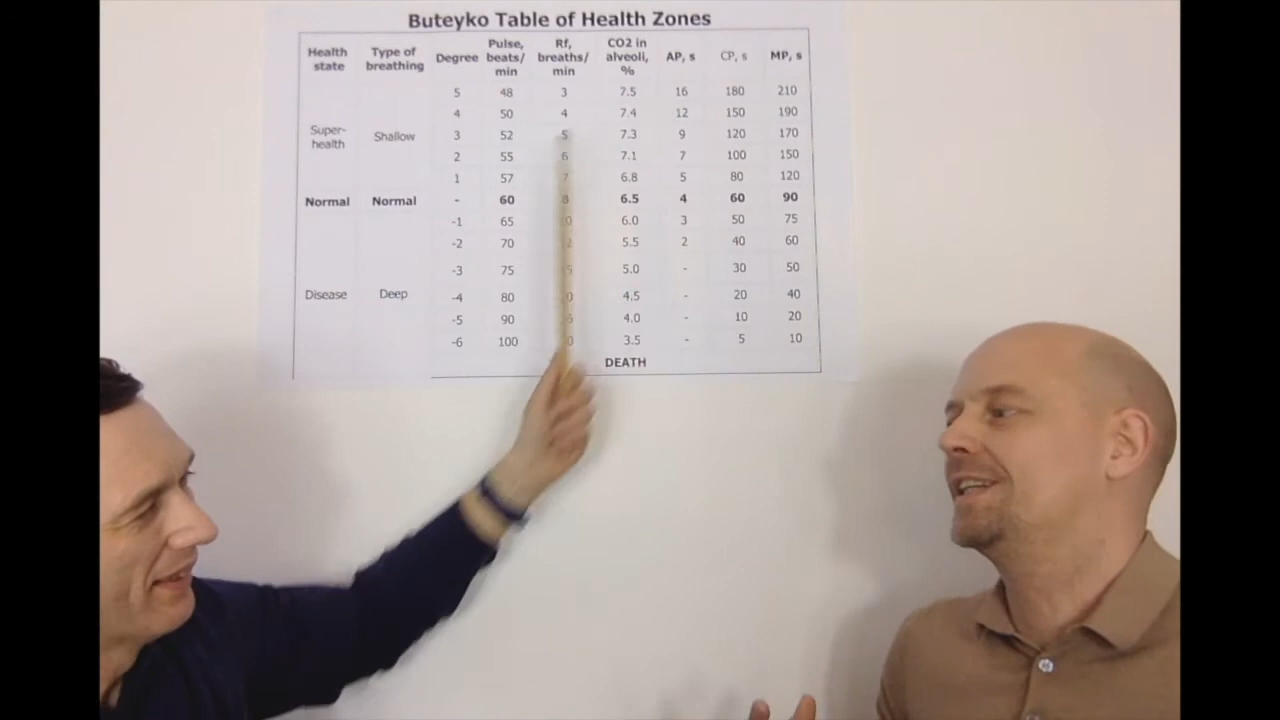 Buteyko Table of Health Zones
Health state Type of breathing Degree Pulse, beats/ min Rf, breaths/ min CO2 in alveoli, % AP, s CP, s MP, s
5 48 3 7.5 16 180 210
4 50 4 7.4 12 150 190
Super-health Shallow 3 52 5 7.3 9 120 170
2 55 6 7.1 7 100 150
1 57 7 6.8 5 80 120
Normal Normal - 60 8 6.5 4 60 90
-1 65 6.0 3 50 75
-2 70 5.5 2 40 60
-3 75 5.0 - 30 50
Disease Deep -4 80 4.5 - 20 40
-5 90 4.0 - 10 20
-6 100 3.5 - 5 10
DEATH